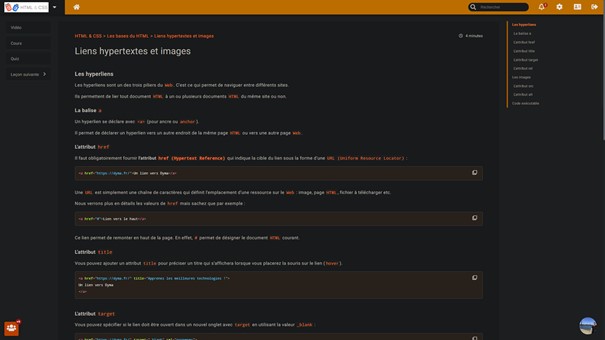 HTML & CSS
Rechercher
Vidéo
Cours
Quiz
Leçon suivante
HTML & CSS > Les bases du HTML > Liens hypertextes et images
4 minutes
Liens hypertextes et images
Les hyperliens
Les hyperliens sont un des trois piliers du Web. C'est ce qui permet de naviguer entre différents sites.
Ils permettent de lier tout document HTML à un ou plusieurs documents HTML du même site ou non.
La balise a
Un hyperlien se déclare avec <a> (pour ancre ou anchor).
Il permet de déclarer un hyperlien vers un autre endroit de la même page HTML ou vers une autre page Web.
L'attribut href
Il faut obligatoirement fournir l'attribut href (Hypertext Reference) qui indique la cible du lien sous la forme d'une URL (Uniform Resource Locator) :
<a href="https://dyma.fr">Un lien vers Dyma</a>
Une URL est simplement une chaîne de caractères qui définit l'emplacement d'une ressource sur le Web : image, page HTML, fichier à télécharger etc.
Nous verrons plus en détails les valeurs de href mais sachez que par exemple :
<a href="#">Lien vers le haut</a>
Ce lien permet de remonter en haut de la page. En effet, # permet de désigner le document HTML courant.
L'attribut title
Vous pouvez ajouter un attribut title pour préciser un titre qui s'affichera lorsque vous placerez la souris sur le lien (hover).
<a href="https://dyma.fr/" title="Apprenez les meilleures technologies !">
Un lien vers Dyma
</a>
L'attribut target
Vous pouvez spécifier si le lien doit être ouvert dans un nouvel onglet avec target en utilisant la valeur _blank :
Les hyperliens
La balise a
L'attribut href
L'attribut title
L'attribut target
Les images
L'attribut src
L'attribut alt
Code exécutable